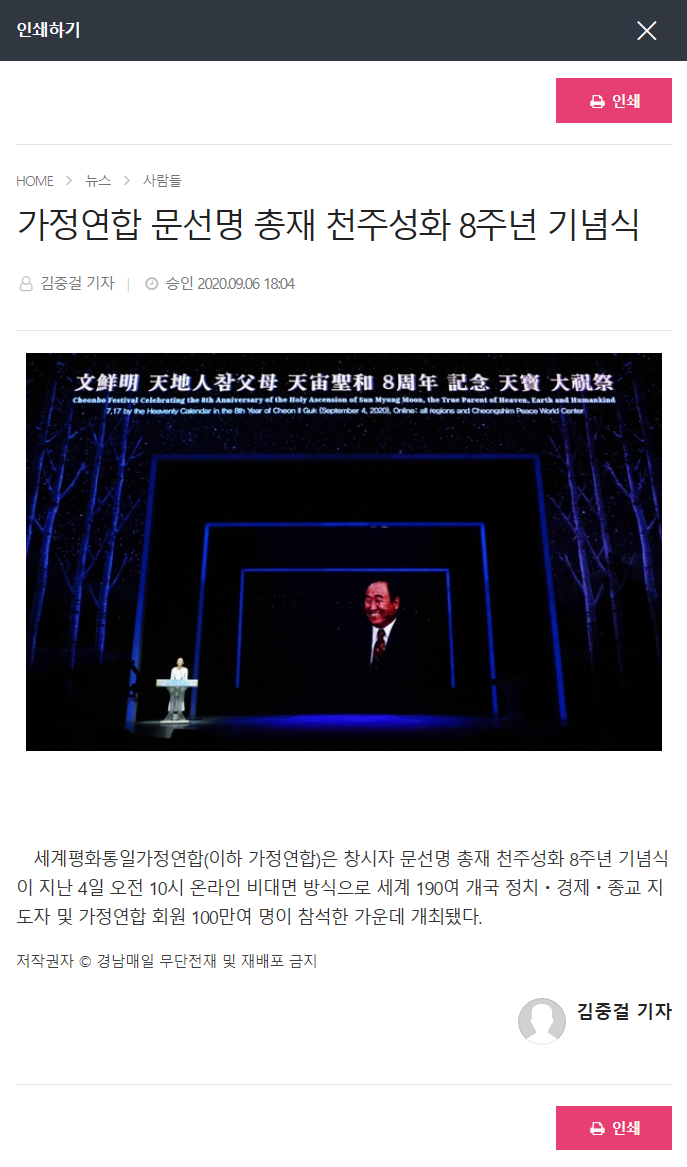 인쇄하기
인쇄
HOME 뉴스 사람들
가정연합 문선명 총재 천주성화 8주년 기념식
김중걸 기자 | 승인 2020.09.06 18:04
文鮮明 天地人참父母 天宙聖和 8周年 記念 天寶 大祝祭
Cheonbo Festival Celebrating the 8th Anniversary of the Holy Ascension of Sun Myung Moon, the True Parent of Heaven, Earth and Humankind
7.17 by the Heavenly Calendar in the 8th Year of Cheon Il Guk (September 4, 2020), Online: all regions and Cheongshim Peace World Center
세계평화통일가정연합(이하 가정연합)은 창시자 문선명 총재 천주성화 8주년 기념식
이 지난 4일 오전 10시 온라인 비대면 방식으로 세계 190여 개국 정치·경제·종교 지
도자 및 가정연합 회원 100만여 명이 참석한 가운데 개최됐다.
저작권자 © 경남매일 무단전재 및 재배포 금지
김중걸 기자
인쇄